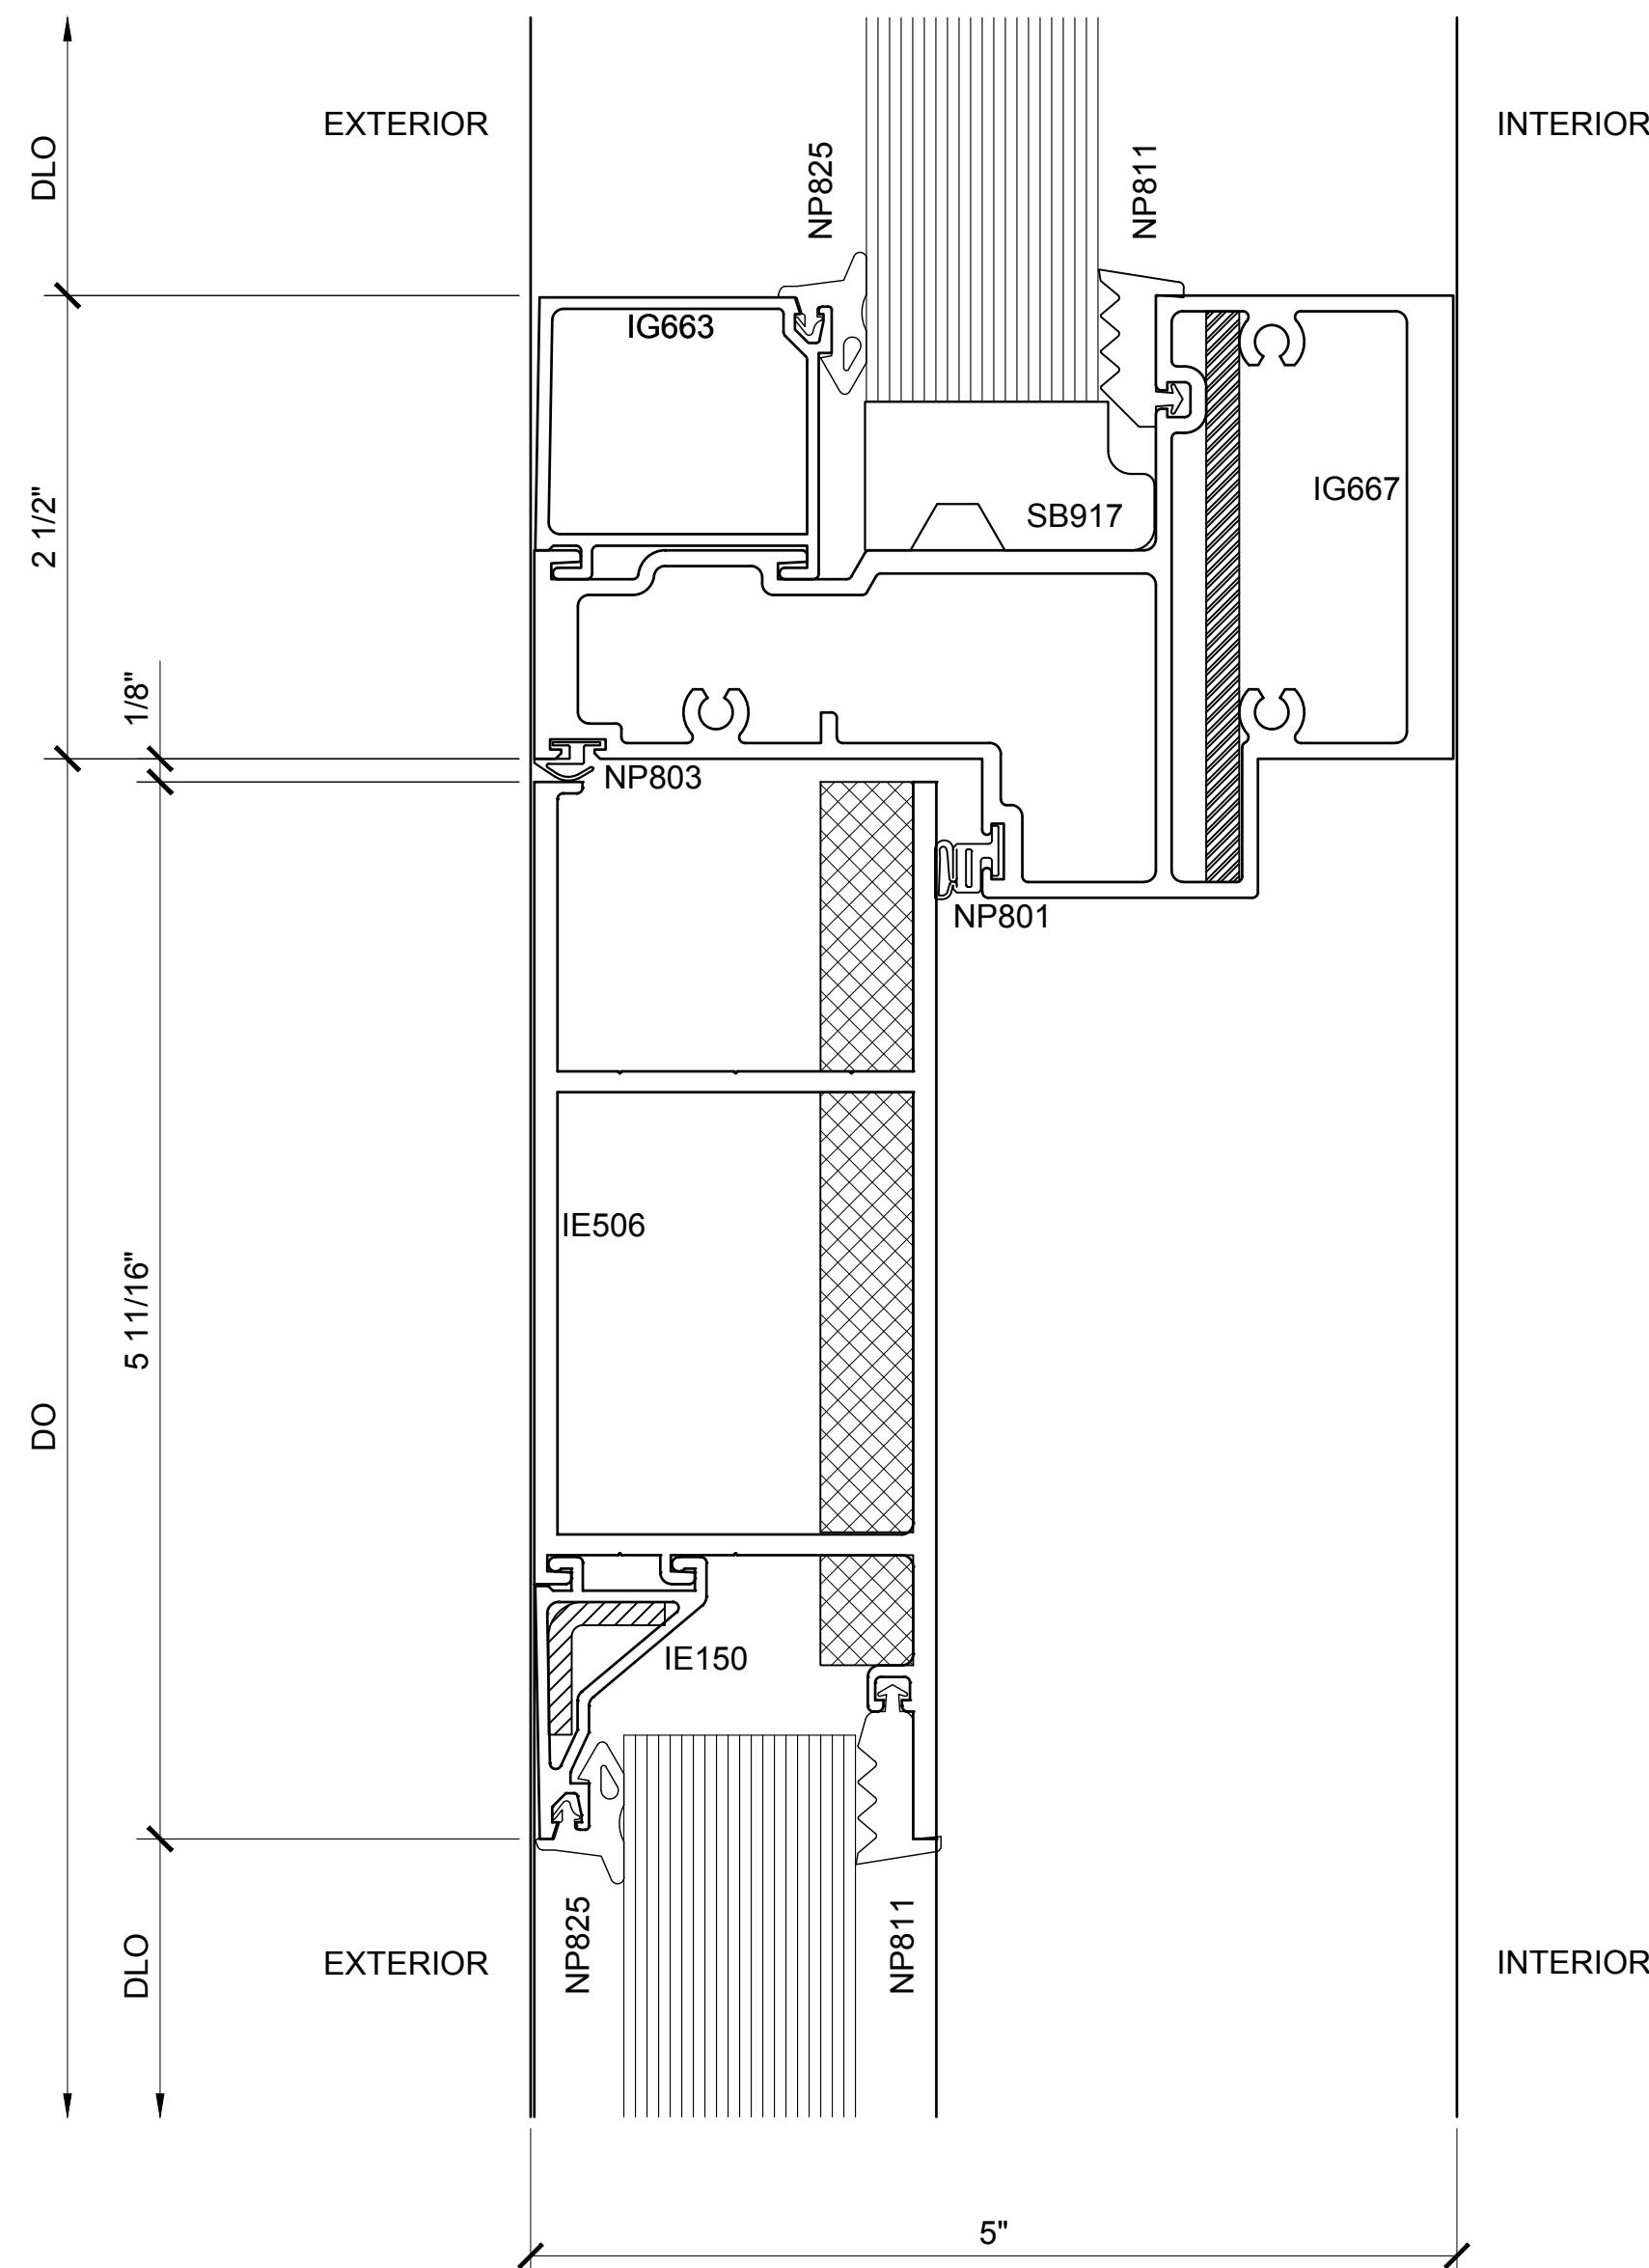 EXTERIOR
INTERIOR
DLO
NP825
NP811
IG663
2 1/2"
SB917
IG667
1/8"
NP803
NP801
IE506
5 11/16"
DO
IE150
NP825
NP811
DLO
EXTERIOR
INTERIOR
5"